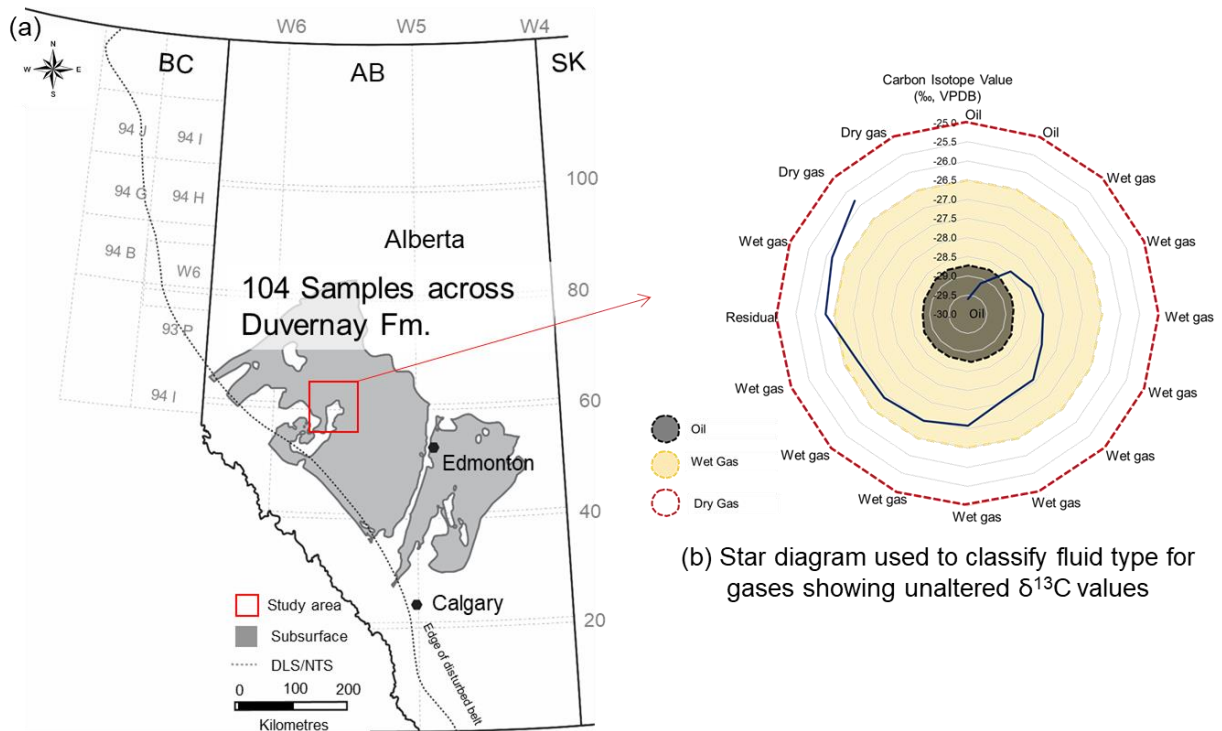 (a)
W6
W5
W4
N
W
E
S
BC
AB
SK
94 J
94 I
94 G
94 H
94 B
W6
93 P
94 I
100
80
60
40
20
Alberta
104 Samples across
Duvernay Fm.
Edmonton
Calgary
Edge of disturbed belt
Study area
Subsurface
DLS/NTS
0 100 200
Kilometres
Carbon Isotope Value
(‰, VPDB)
Oil
Oil
Wet gas
Wet gas
Wet gas
Wet gas
Wet gas
Wet gas
Wet gas
Wet gas
Wet gas
Wet gas
Residual
Wet gas
Dry gas
Dry gas
-25.0
-25.5
-26.0
-26.5
-27.0
-27.5
-28.0
-28.5
-29.0
-29.5
-30.0
Oil
Oil
Wet Gas
Dry Gas
(b) Star diagram used to classify fluid type for
gases showing unaltered δ¹³C values